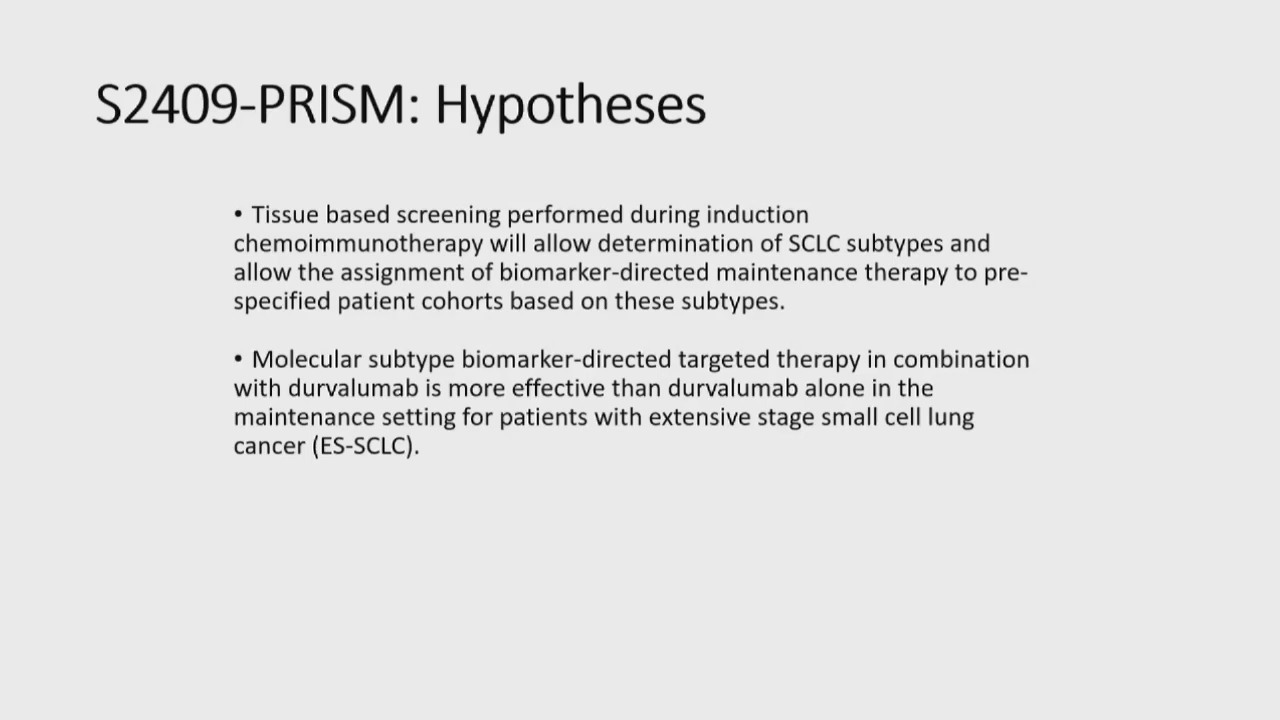 S2409-PRISM: Hypotheses
• Tissue based screening performed during induction
chemoimmunotherapy will allow determination of SCLC subtypes and
allow the assignment of biomarker-directed maintenance therapy to pre-
specified patient cohorts based on these subtypes.
• Molecular subtype biomarker-directed targeted therapy in combination
with durvalumab is more effective than durvalumab alone in the
maintenance setting for patients with extensive stage small cell lung
cancer (ES-SCLC).